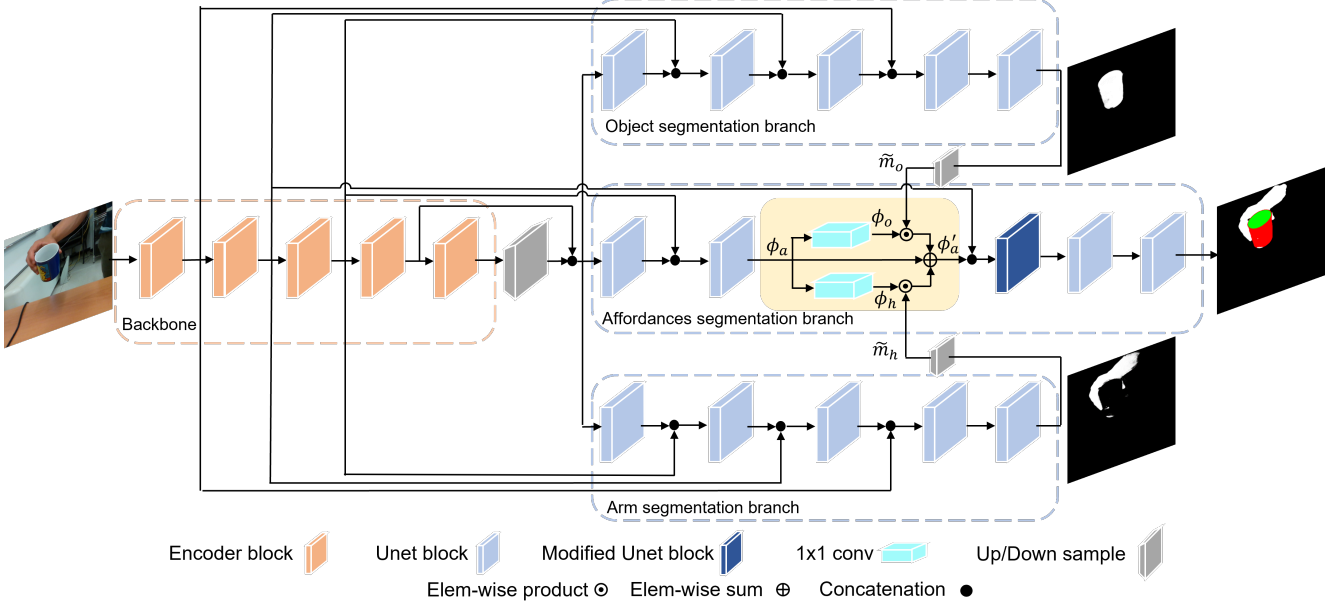 Object segmentation branch
m̃ₒ
ϕₒ
ϕₐ
ϕ′ₐ
ϕₕ
Backbone
Affordances segmentation branch
m̃ₕ
Arm segmentation branch
Encoder block
Unet block
Modified Unet block
1x1 conv
Up/Down sample
Elem-wise product ⊙
Elem-wise sum ⊕
Concatenation ●